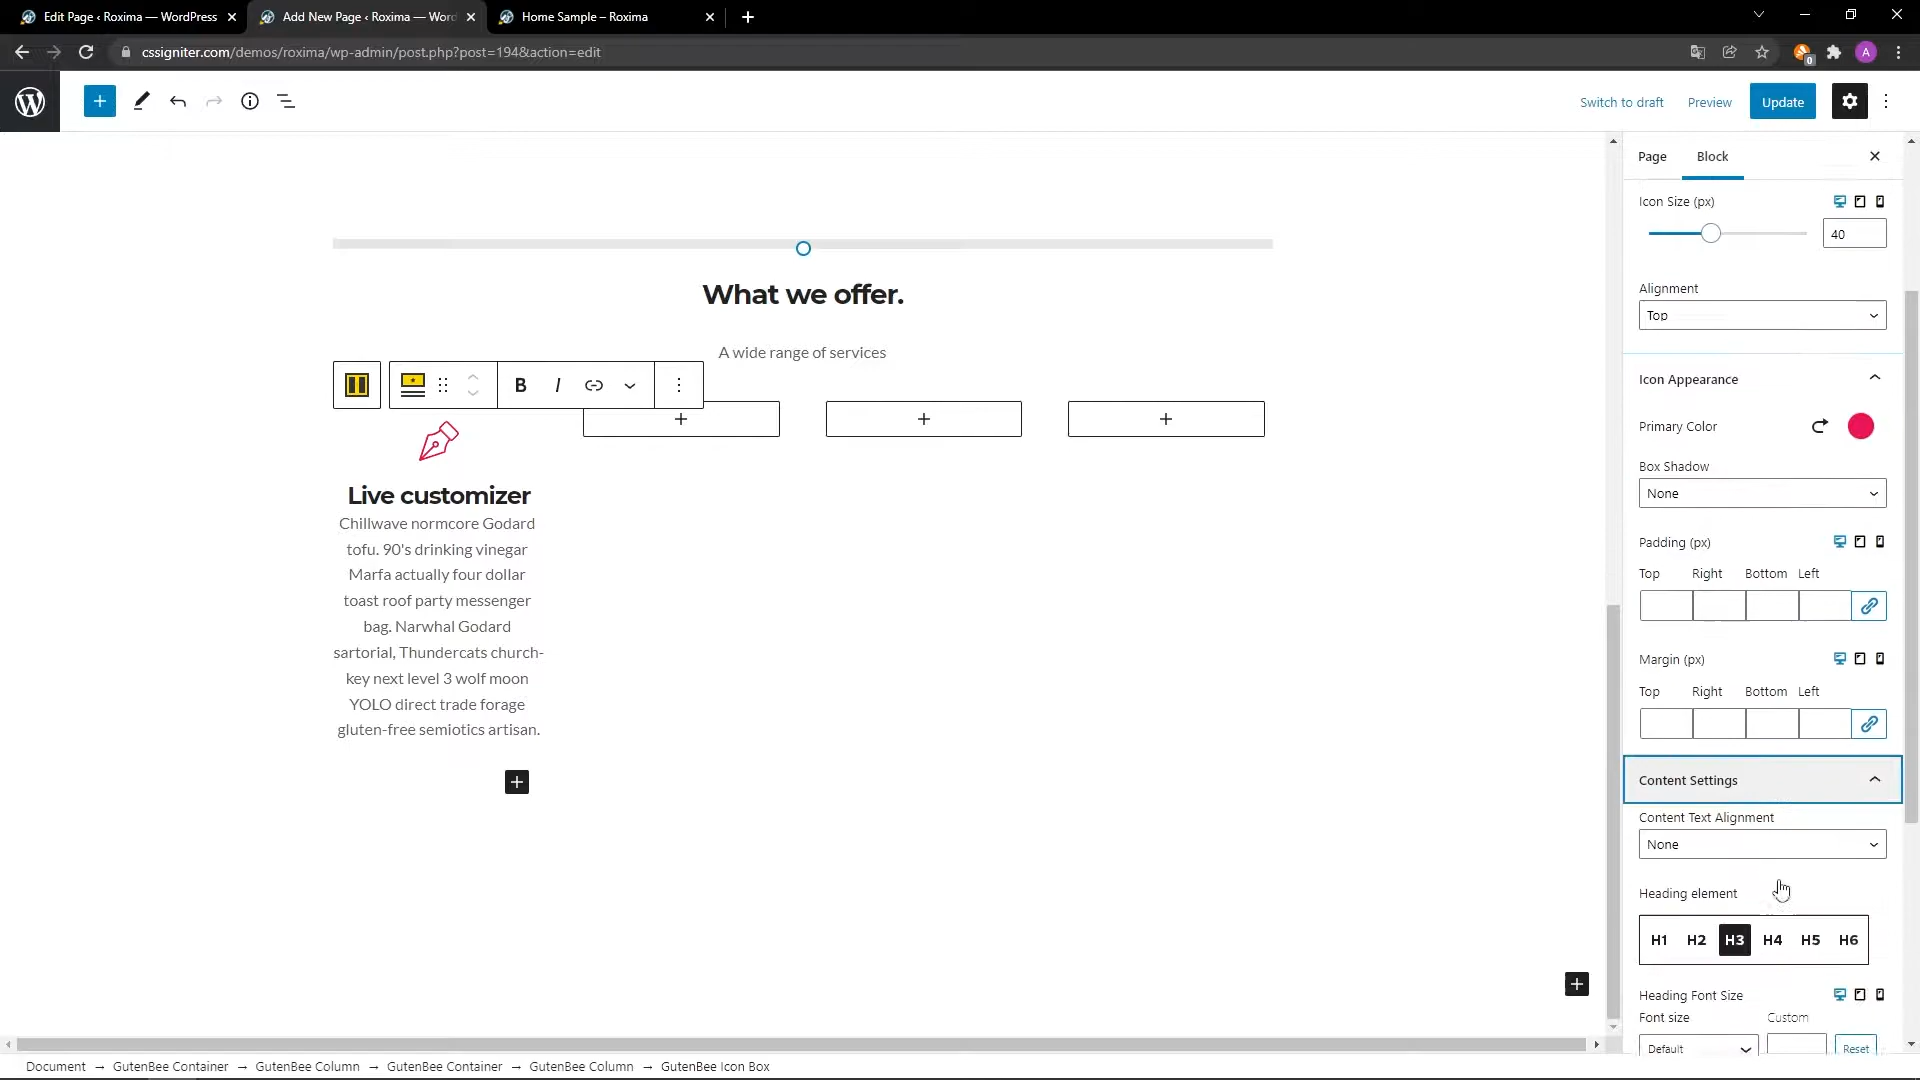 Edit Page ‹ Roxima — WordPress
Add New Page ‹ Roxima — Word
Home Sample – Roxima
cssigniter.com/demos/roxima/wp-admin/post.php?post=194&action=edit
0
A
Switch to draft
Preview
Update
Page
Block
Icon Size (px)
40
Alignment
Top
Icon Appearance
Primary Color
Box Shadow
None
Padding (px)
Top Right Bottom Left
Margin (px)
Top Right Bottom Left
Content Settings
Content Text Alignment
None
Heading element
H1 H2 H3 H4 H5 H6
Heading Font Size
Font size Custom
Default Reset
What we offer.
A wide range of services
B I
Live customizer
Chillwave normcore Godard
tofu. 90's drinking vinegar
Marfa actually four dollar
toast roof party messenger
bag. Narwhal Godard
sartorial, Thundercats church-
key next level 3 wolf moon
YOLO direct trade forage
gluten-free semiotics artisan.
Document → GutenBee Container → GutenBee Column → GutenBee Container → GutenBee Column → GutenBee Icon Box